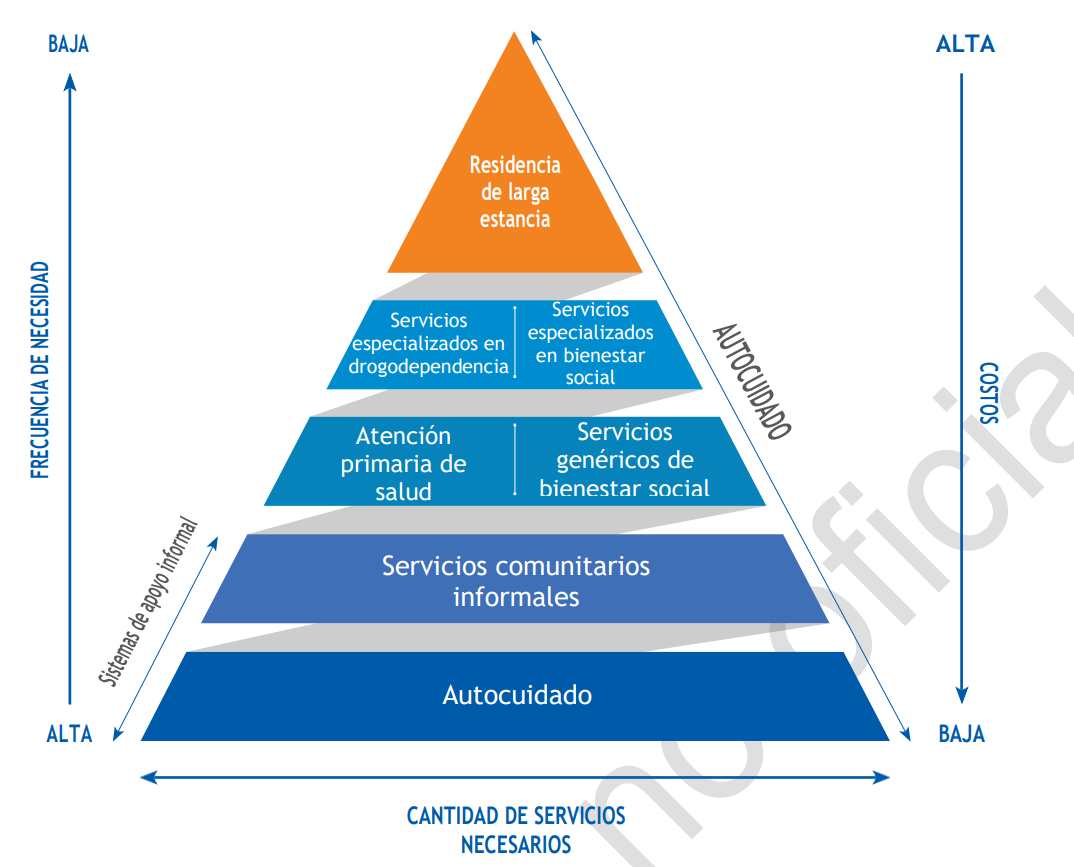 BAJA
ALTA
Residencia
de larga
estancia
FRECUENCIA DE NECESIDAD
Servicios
especializados en
drogodependencia
Servicios
especializados
en bienestar
social
AUTOCUIDADO
COSTOS
Atención
primaria de
salud
Servicios
genéricos de
bienestar social
Sistemas de apoyo informal
Servicios comunitarios
informales
Autocuidado
ALTA
BAJA
CANTIDAD DE SERVICIOS
NECESARIOS
no oficial